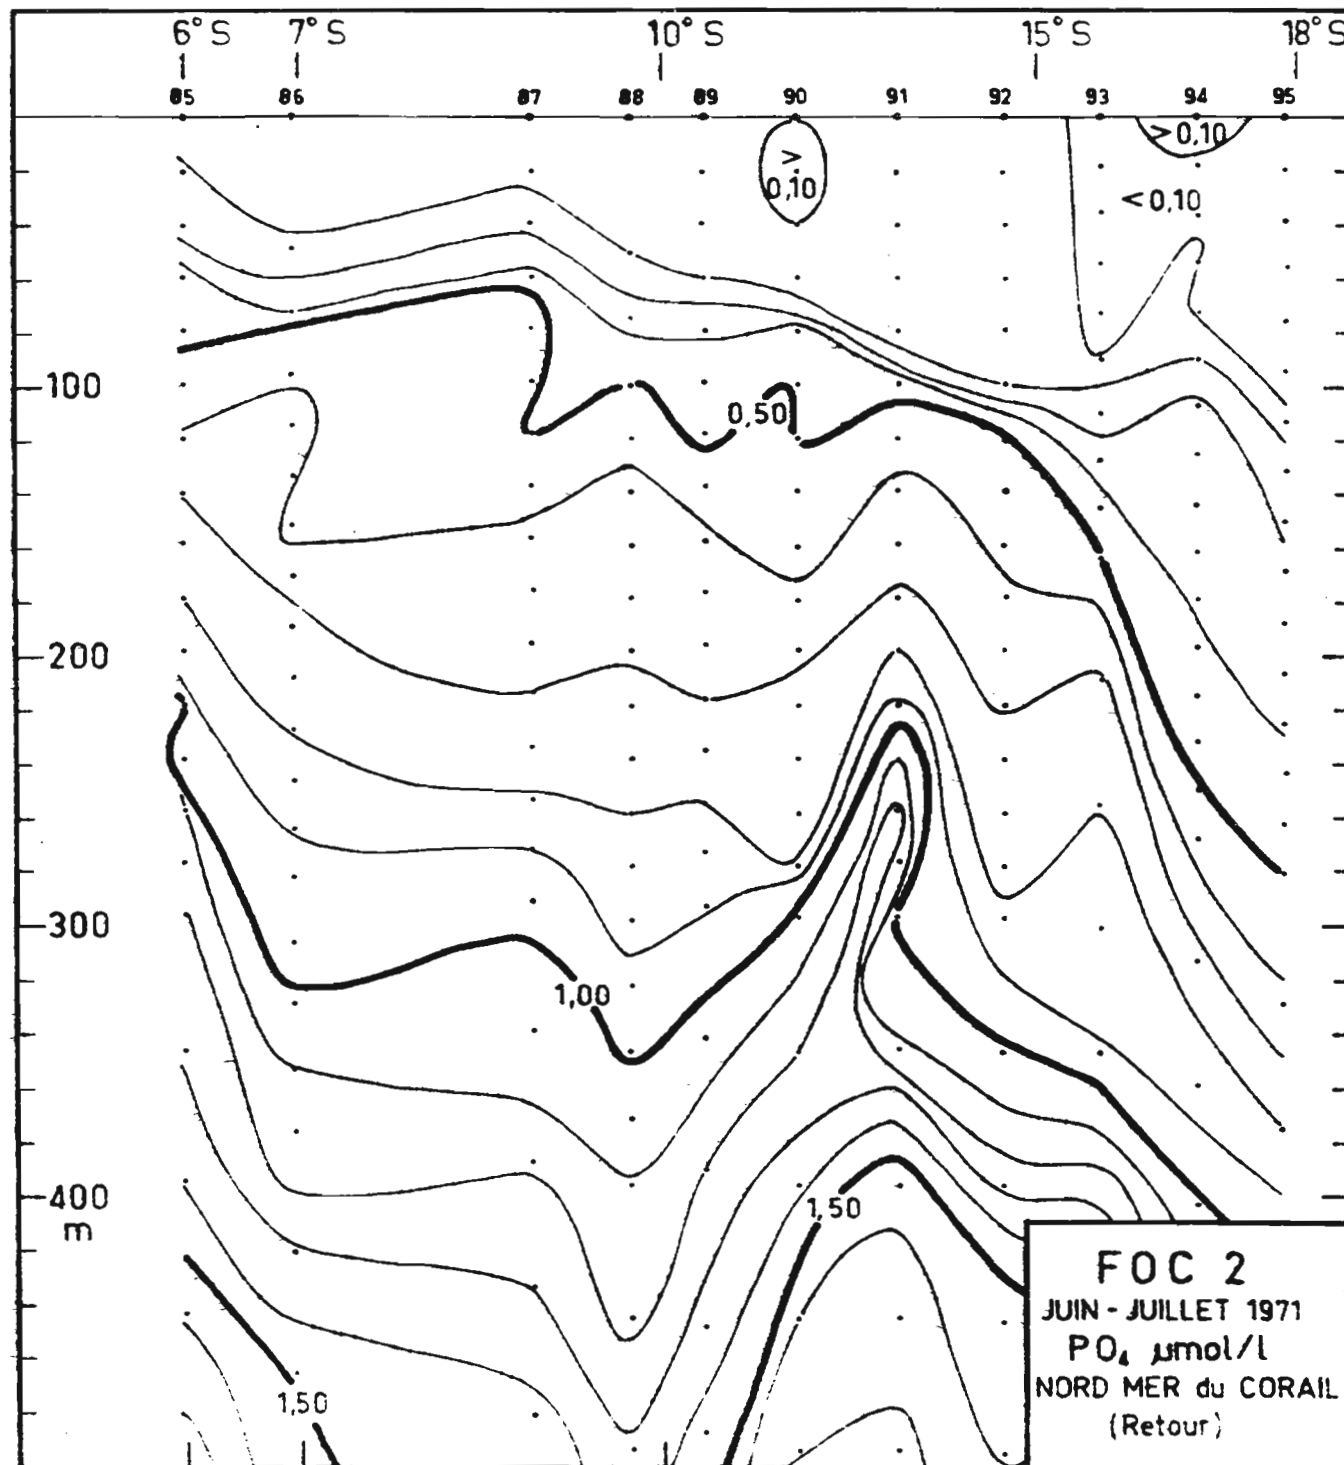 6°S 7°S 10°S 15°S 18°S
85 86 87 88 89 90 91 92 93 94 95
>0,10
> 0,10
<0,10
100
0,50
200
300
1,00
400
m
1,50
1,50
FOC 2
JUIN - JUILLET 1971
PO₄ µmol/l
NORD MER du CORAIL
(Retour)